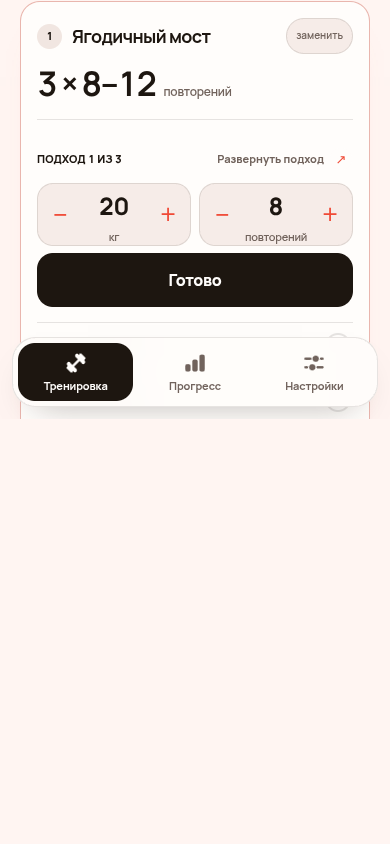 1 Ягодичный мост заменить
3 × 8–12 повторений
ПОДХОД 1 ИЗ 3 Развернуть подход ↗
− 20 + − 8 +
кг повторений
Готово
Тренировка Прогресс Настройки